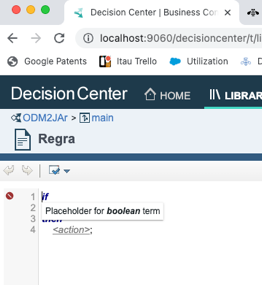 Decision Center | Business Con
localhost:9060/decisioncenter/t/li
Google Patents Itau Trello Utilization
Decision Center HOME LIBRAR
ODM2JAr > main
Regra
1 if
2 Placeholder for boolean term
3 then
4 <action>;